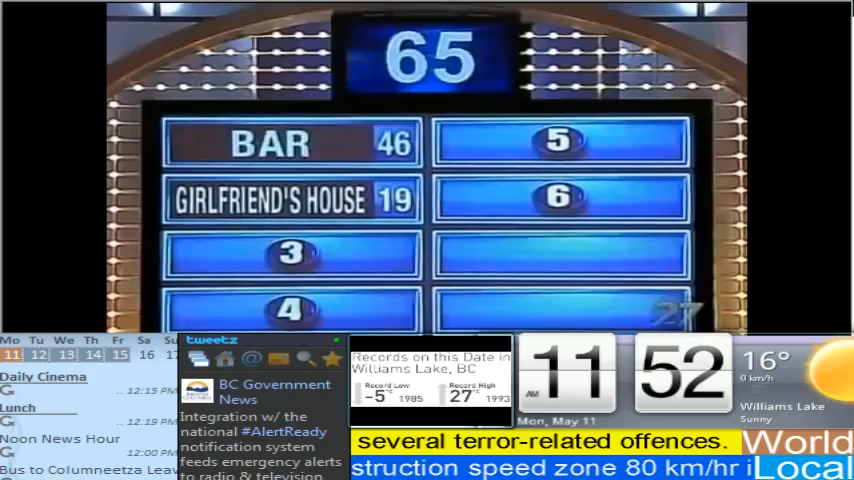 65
BAR 46
GIRLFRIEND'S HOUSE 19
3
4
5
6
27
Mo Tu We Th Fr Sa Su
11 12 13 14 15 16 17
Daily Cinema
.. 12:15 PM
Lunch
.. 12:19 PM
Noon News Hour
12:00 PM
Bus to Columneetza Leav
tweetz
BC Government
News
Integration w/ the
national #AlertReady
notification system
feeds emergency alerts
to radio & television
Records on this Date in
Williams Lake, BC
Record Low
-5°C 1985
Record High
27°C 1993
11 52
AM
Mon, May 11
16°
0 km/h
Williams Lake
Sunny
several terror-related offences. World
struction speed zone 80 km/hr i Local